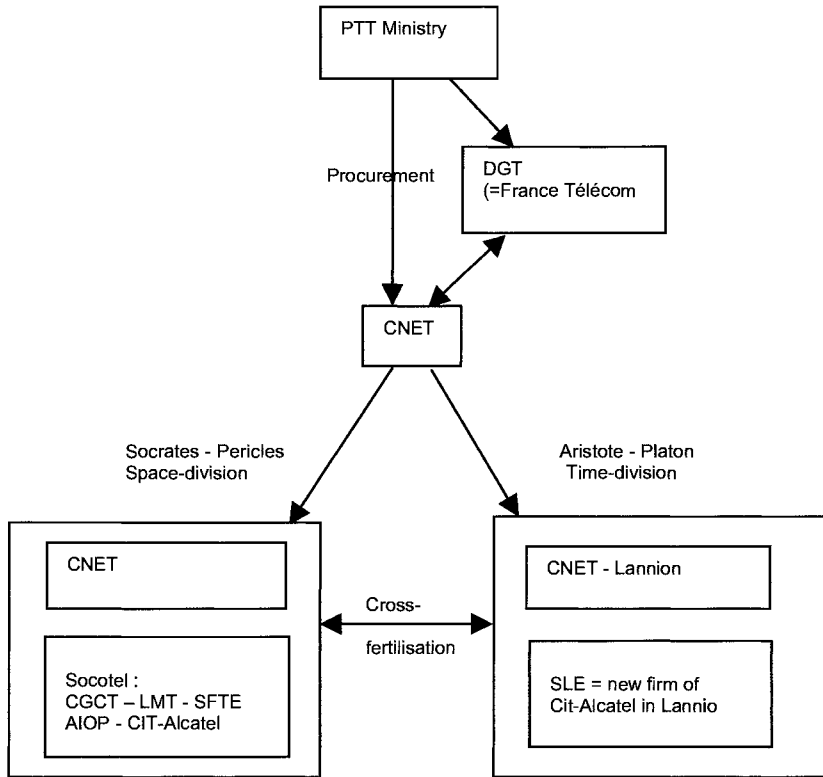 PTT Ministry
DGT
(=France Télécom
Procurement
CNET
Socrates - Pericles
Space-division
Aristote - Platon
Time-division
CNET
CNET - Lannion
Cross-
fertilisation
Socotel :
CGCT – LMT - SFTE
AIOP - CIT-Alcatel
SLE = new firm of
Cit-Alcatel in Lannio